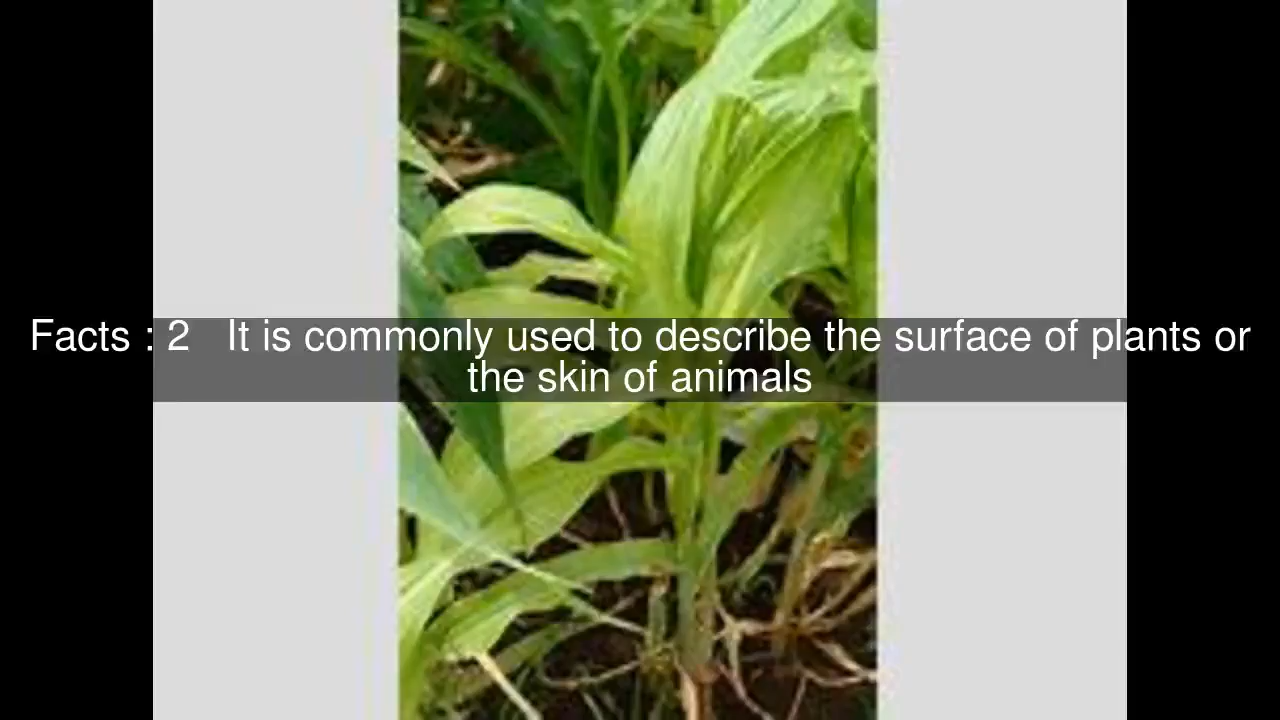 Facts : 2   It is commonly used to describe the surface of plants or
the skin of animals